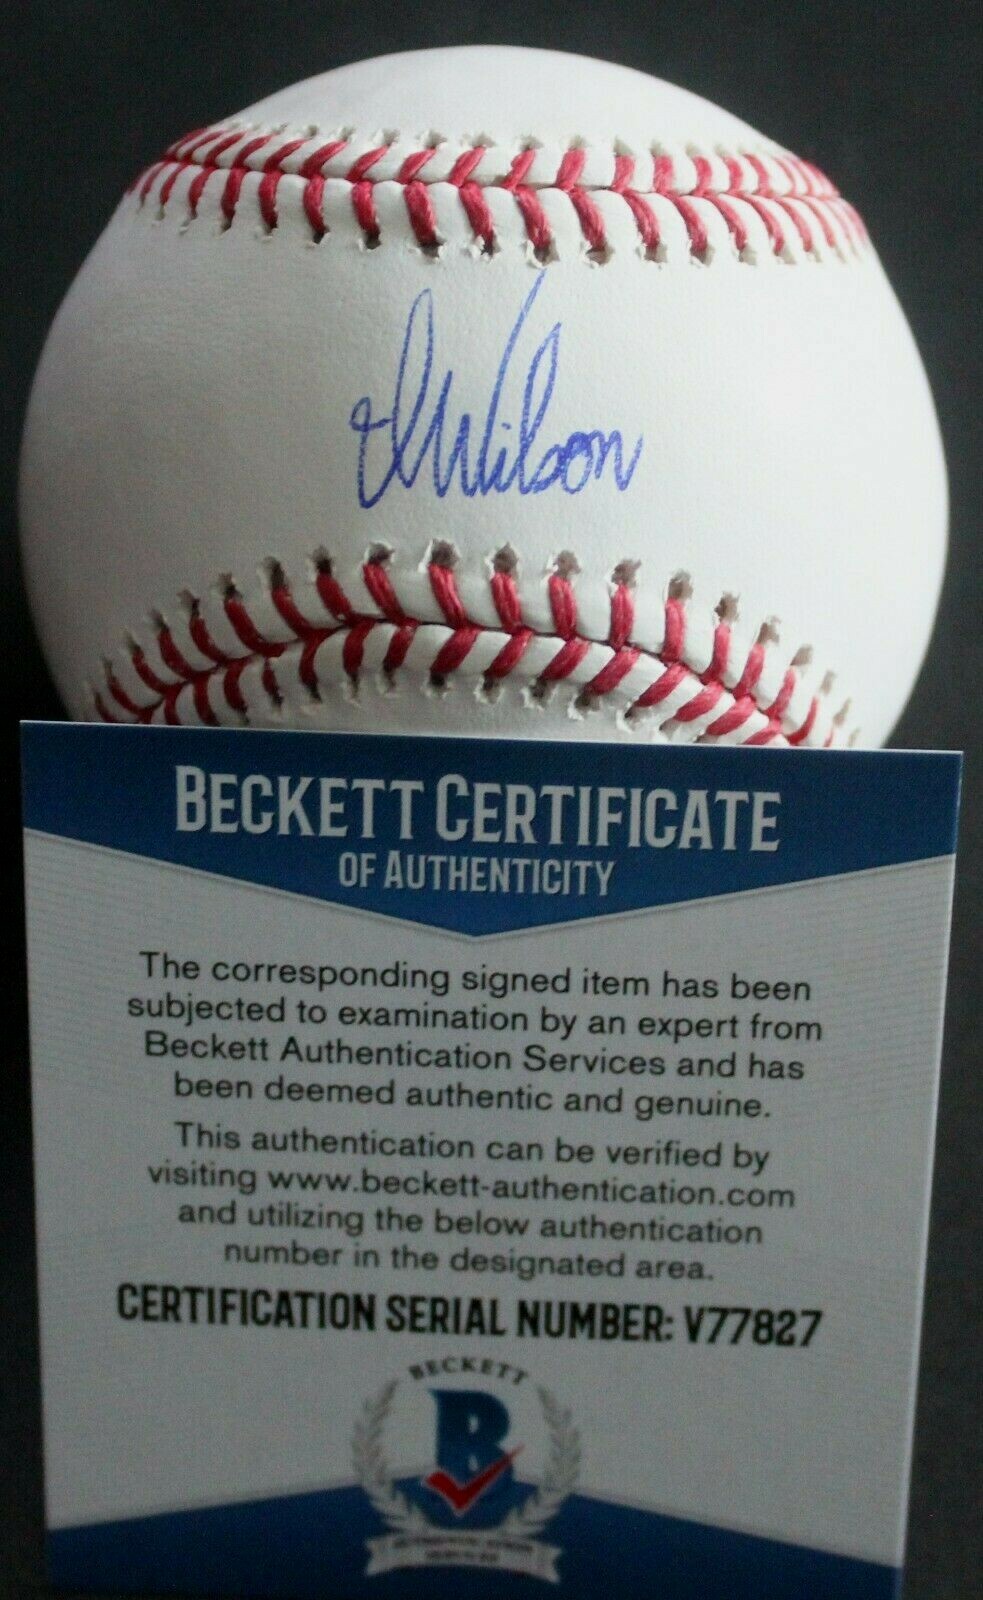 Wilson
BECKETT CERTIFICATE
OF AUTHENTICITY
The corresponding signed item has been
subjected to examination by an expert from
Beckett Authentication Services and has
been deemed authentic and genuine.
This authentication can be verified by
visiting www.beckett-authentication.com
and utilizing the below authentication
number in the designated area.
CERTIFICATION SERIAL NUMBER: V77827
BECKETT
B